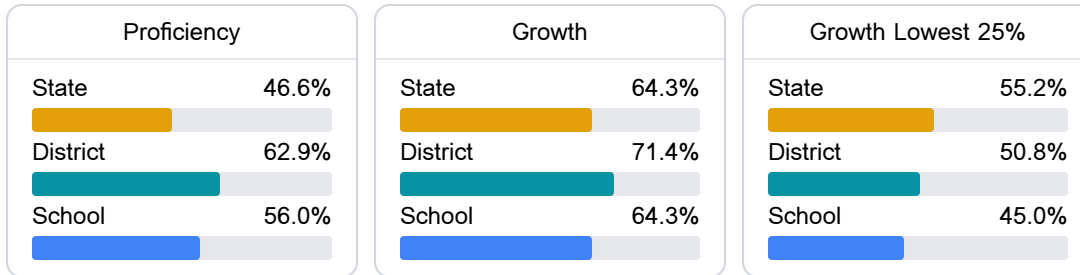 Proficiency
State 46.6%
District 62.9%
School 56.0%
Growth
State 64.3%
District 71.4%
School 64.3%
Growth Lowest 25%
State 55.2%
District 50.8%
School 45.0%